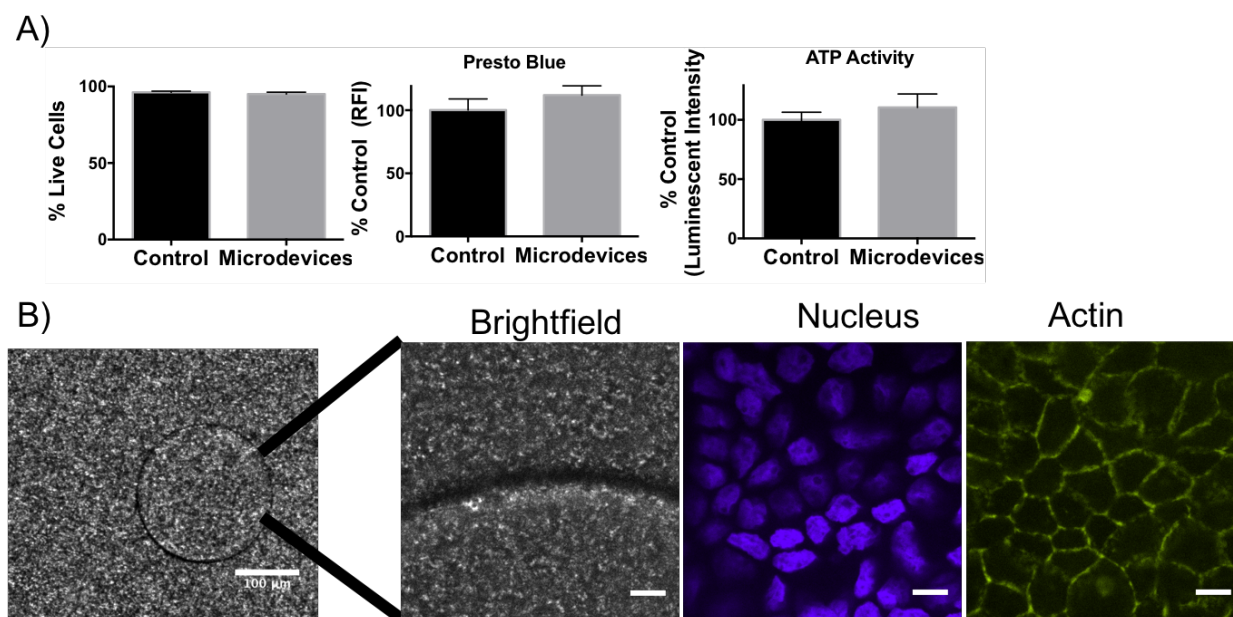 A)
% Live Cells
100
50
0
Control Microdevices
Presto Blue
% Control (RFI)
100
50
0
Control Microdevices
ATP Activity
% Control
(Luminescent Intensity)
100
50
0
Control Microdevices
B)
Brightfield
Nucleus
Actin
100 µm